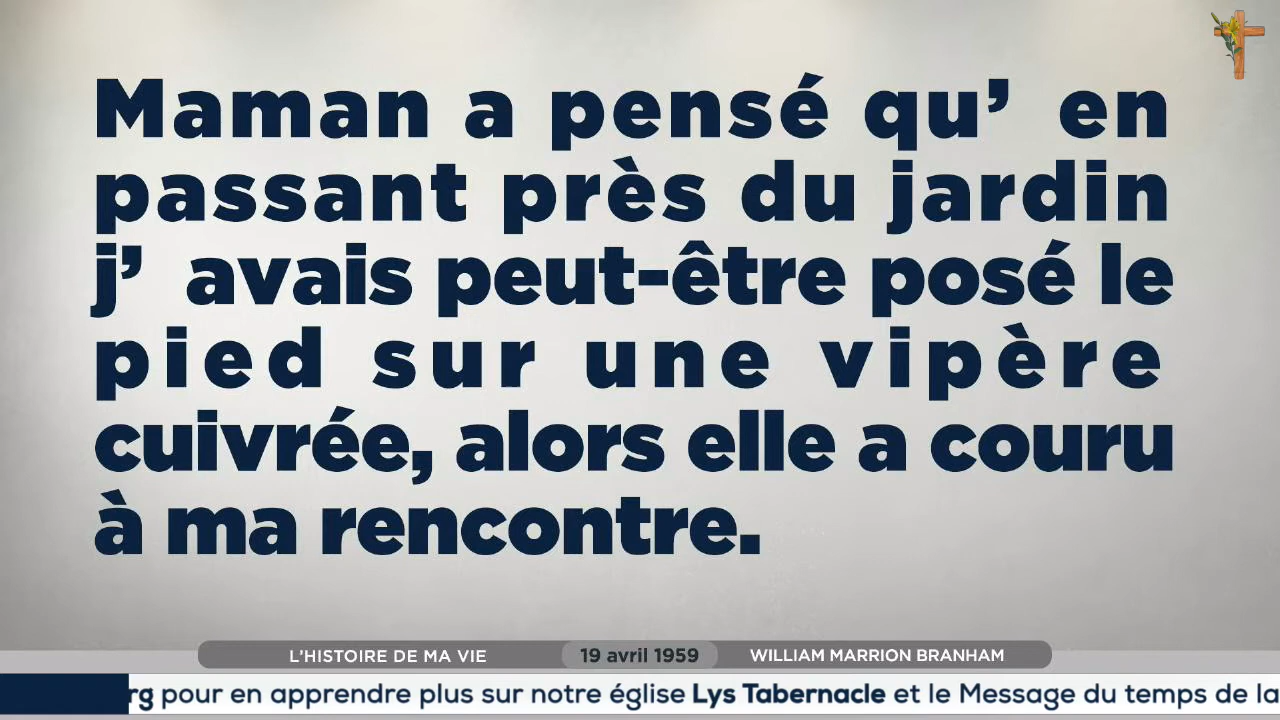 Maman a pensé qu’ en
passant près du jardin
j’ avais peut-être posé le
pied sur une vipère
cuivrée, alors elle a couru
à ma rencontre.
L’HISTOIRE DE MA VIE 19 avril 1959 WILLIAM MARRION BRANHAM
rg pour en apprendre plus sur notre église Lys Tabernacle et le Message du temps de la